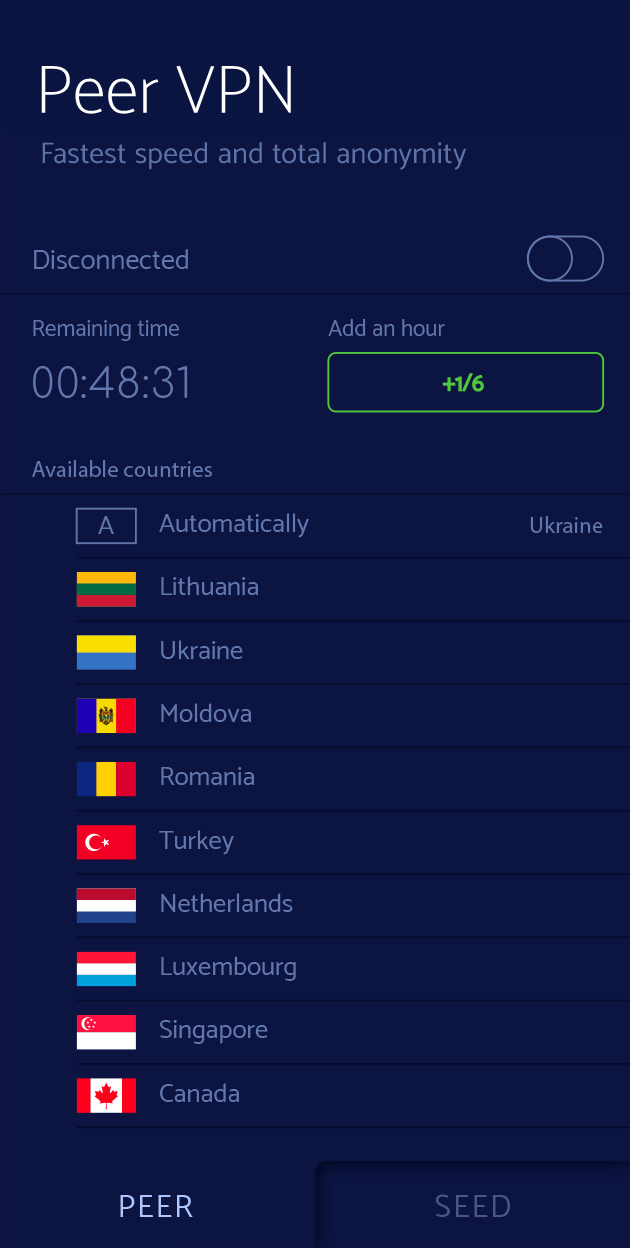 Peer VPN
Fastest speed and total anonymity
Disconnected
Remaining time
Add an hour
00:48:31
+1/6
Available countries
A Automatically Ukraine
Lithuania
Ukraine
Moldova
Romania
Turkey
Netherlands
Luxembourg
Singapore
Canada
PEER
SEED